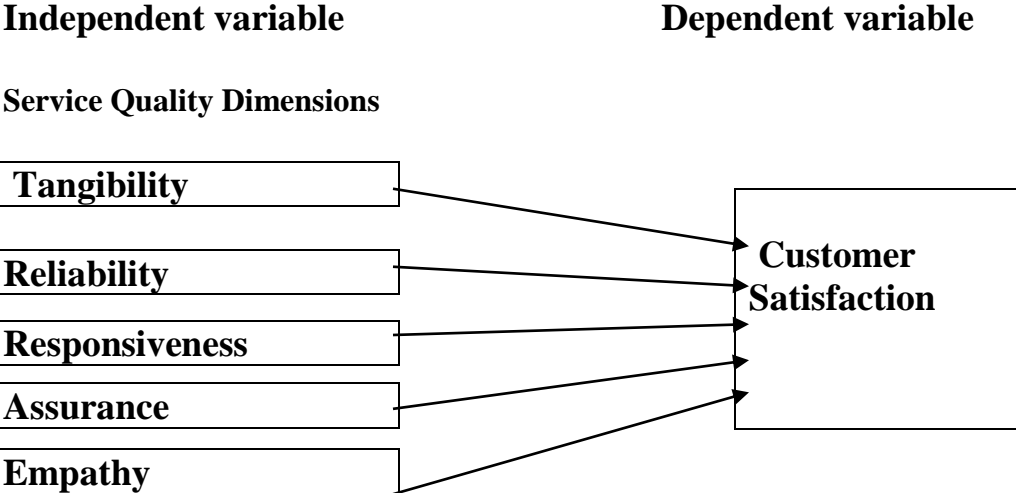 Independent variable
Dependent variable
Service Quality Dimensions
Tangibility
Reliability
Responsiveness
Assurance
Empathy
Customer
Satisfaction